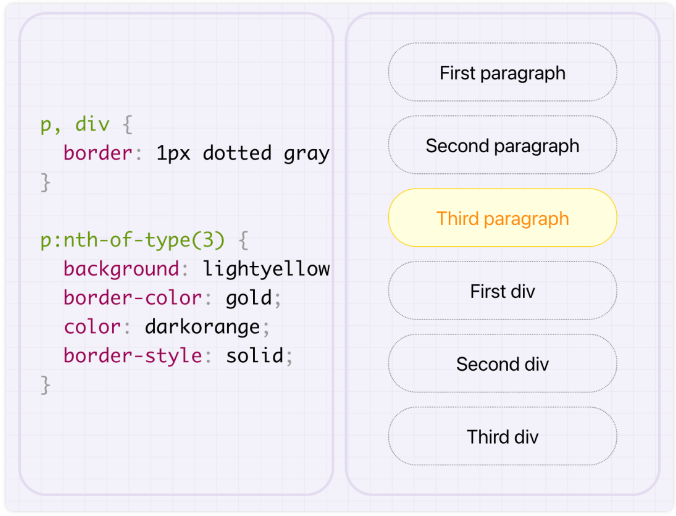 p, div {
  border: 1px dotted gray
}

p:nth-of-type(3) {
  background: lightyellow
  border-color: gold;
  color: darkorange;
  border-style: solid;
}
First paragraph
Second paragraph
Third paragraph
First div
Second div
Third div